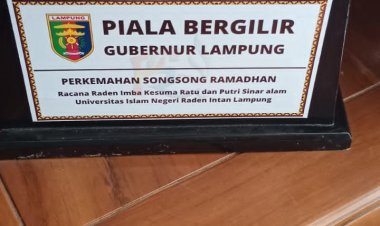 LAMPUNG
PIALA BERGILIR
GUBERNUR LAMPUNG
PERKEMAHAN SONGSONG RAMADHAN
Racana Raden Imba Kesuma Ratu dan Putri Sinar alam
Universitas Islam Negeri Raden Intan Lampung